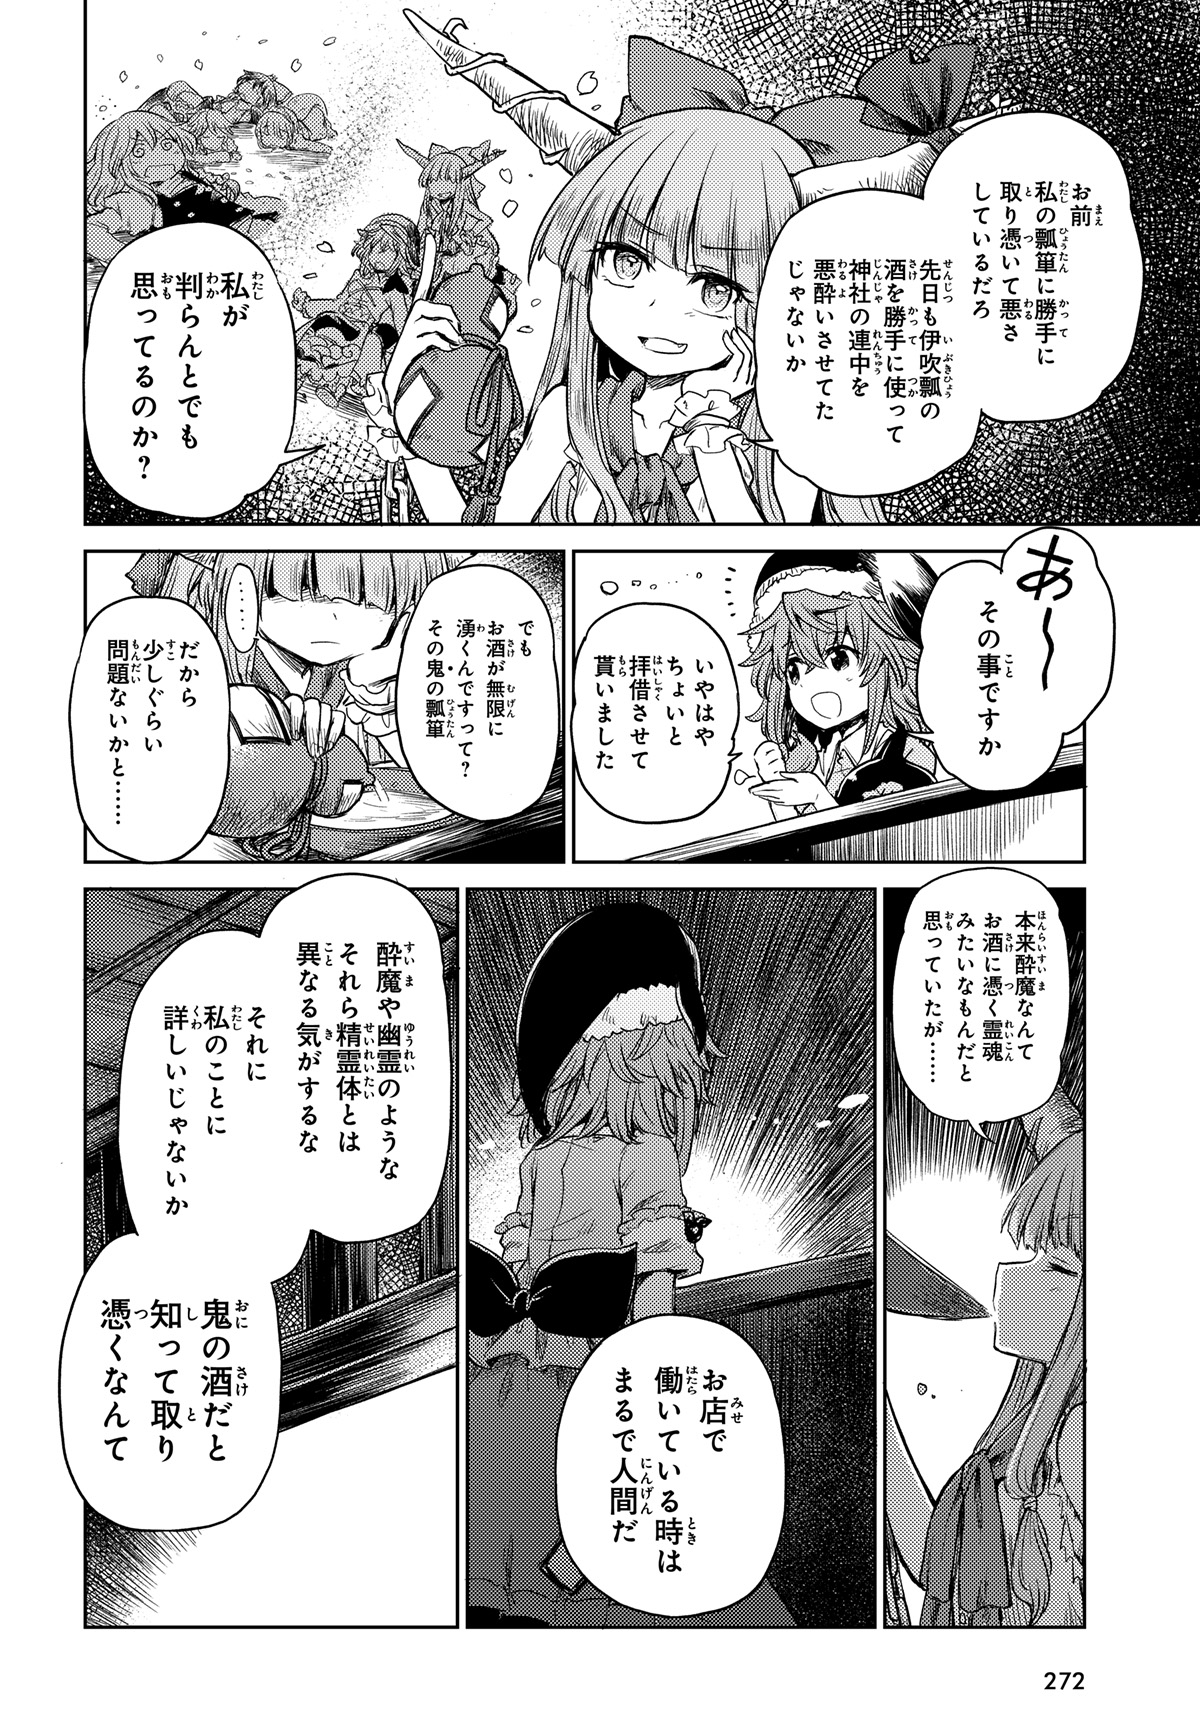 お前
私の瓢箪に勝手に
取り憑いて悪さ
しているだろ
先日も伊吹瓢の
酒を勝手に使って
神社の連中を
悪酔いさせてた
じゃないか
私が
判らんとでも
思ってるのか？
あ～
その事ですか
いやはや
ちょいと
拝借させて
貰いました
でも
お酒が無限に
湧くんですって？
その鬼の瓢箪
……
だから
少しぐらい
問題ないかと……
本来酔魔なんて
お酒に憑く霊魂
みたいなもんだと
思っていたが……
お店で
働いている時は
まるで人間だ
酔魔や幽霊のような
それら精霊体とは
異なる気がするな
それに
私のことに
詳しいじゃないか
鬼の酒だと
知って取り
憑くなんて
272